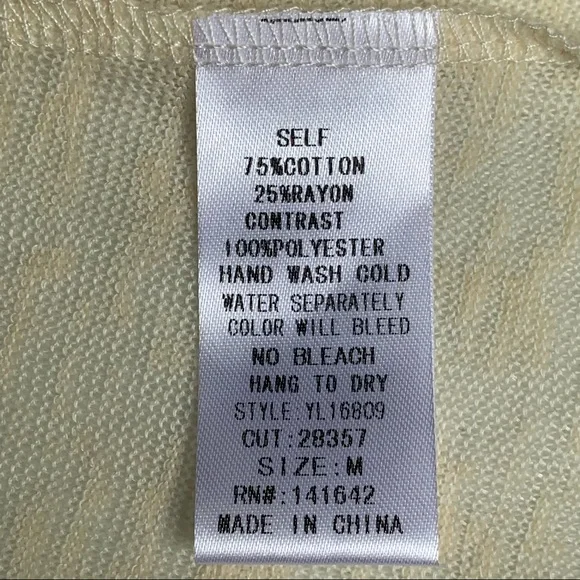 SELF
75%COTTON
25%RAYON
CONTRAST
100%POLYESTER
HAND WASH COLD
WATER SEPARATELY
COLOR WILL BLEED
NO BLEACH
HANG TO DRY
STYLE:YL16809
CUT:28357
SIZE:M
RN#:141642
MADE IN CHINA